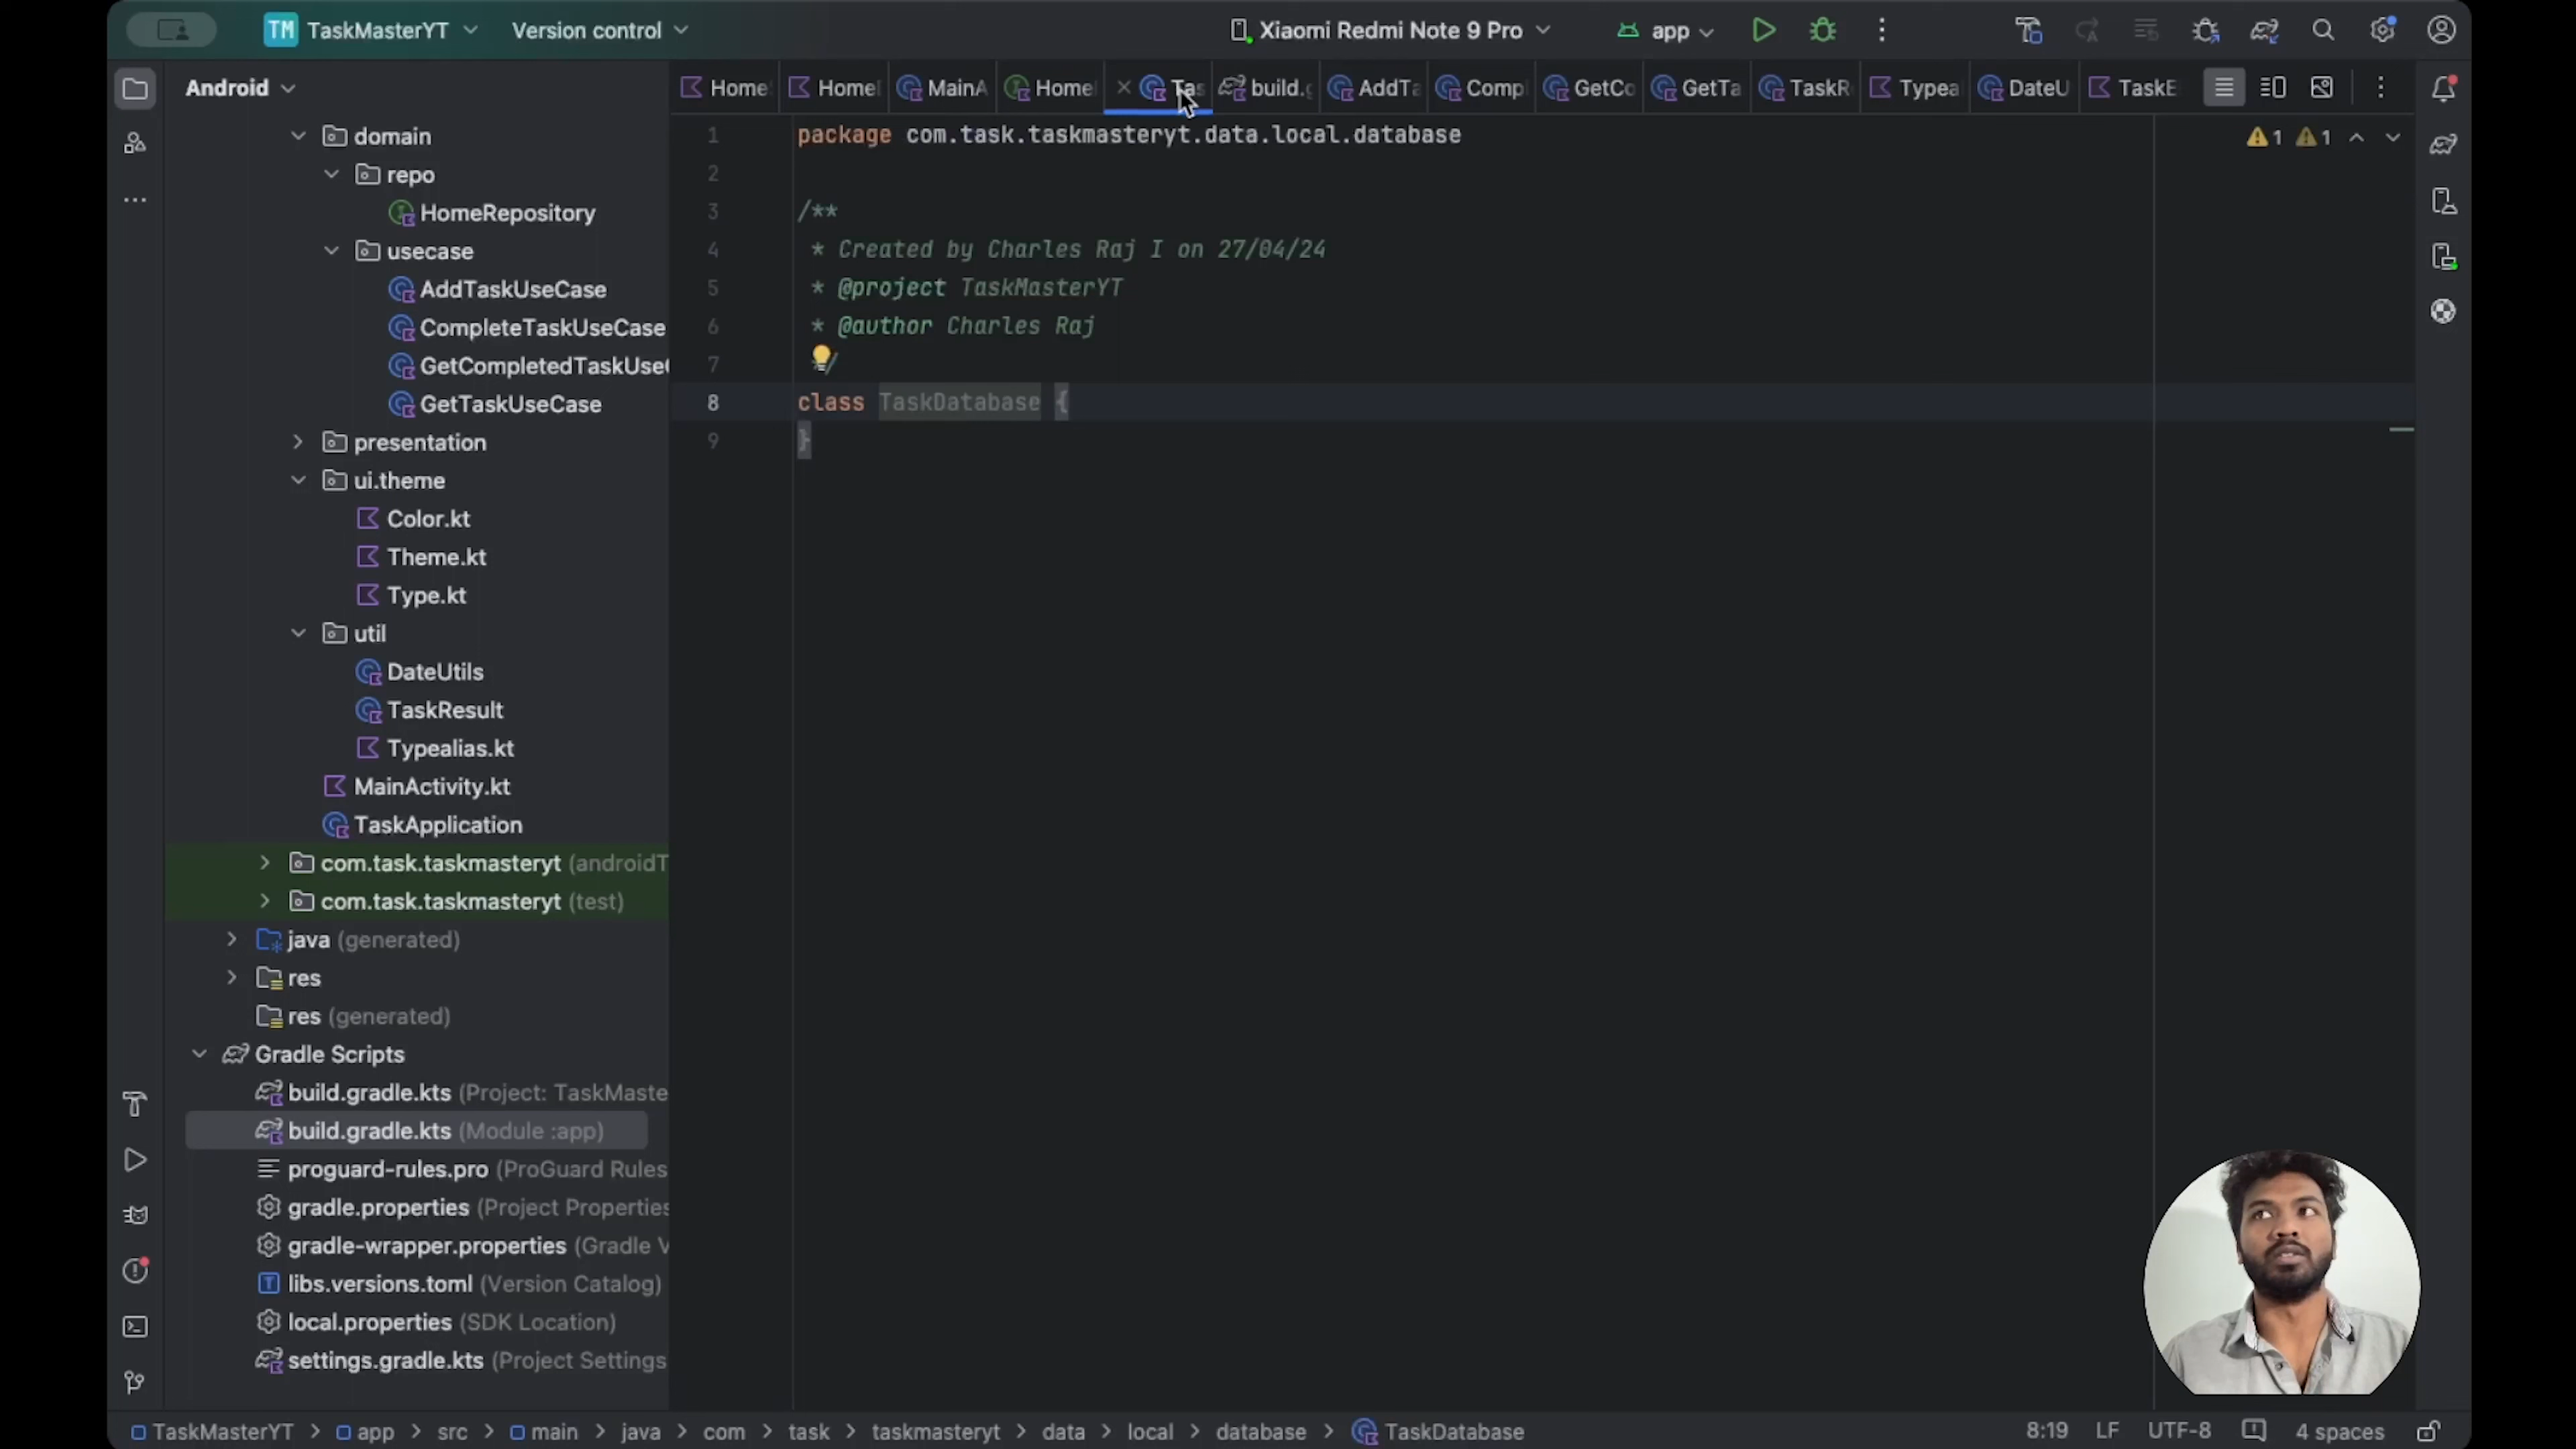 TM TaskMasterYT Version control Xiaomi Redmi Note 9 Pro app
Android
Home HomeI MainA HomeI Tas build.g AddTa Compl GetCo GetTa TaskR Typea DateU TaskE
domain
repo
HomeRepository
usecase
AddTaskUseCase
CompleteTaskUseCase
GetCompletedTaskUse
GetTaskUseCase
presentation
ui.theme
Color.kt
Theme.kt
Type.kt
util
DateUtils
TaskResult
Typealias.kt
MainActivity.kt
TaskApplication
com.task.taskmasteryt (androidT
com.task.taskmasteryt (test)
java (generated)
res
res (generated)
Gradle Scripts
build.gradle.kts (Project: TaskMaste
build.gradle.kts (Module :app)
proguard-rules.pro (ProGuard Rules
gradle.properties (Project Properties
gradle-wrapper.properties (Gradle V
libs.versions.toml (Version Catalog)
local.properties (SDK Location)
settings.gradle.kts (Project Settings
1 package com.task.taskmasteryt.data.local.database
2
3 /**
4 * Created by Charles Raj I on 27/04/24
5 * @project TaskMasterYT
6 * @author Charles Raj
7 */
8 class TaskDatabase {
9 }
1 1
TaskMasterYT > app > src > main > java > com > task > taskmasteryt > data > local > database > TaskDatabase
8:19 LF UTF-8 4 spaces